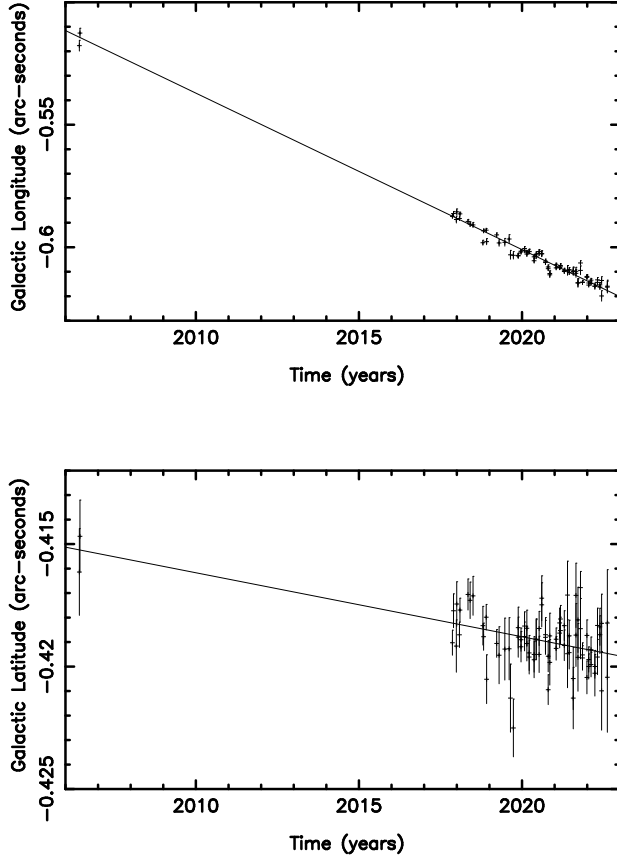 Galactic Longitude (arc-seconds)
-0.55
-0.6
2010 2015 2020
Time (years)
Galactic Latitude (arc-seconds)
-0.415
-0.42
-0.425
2010 2015 2020
Time (years)